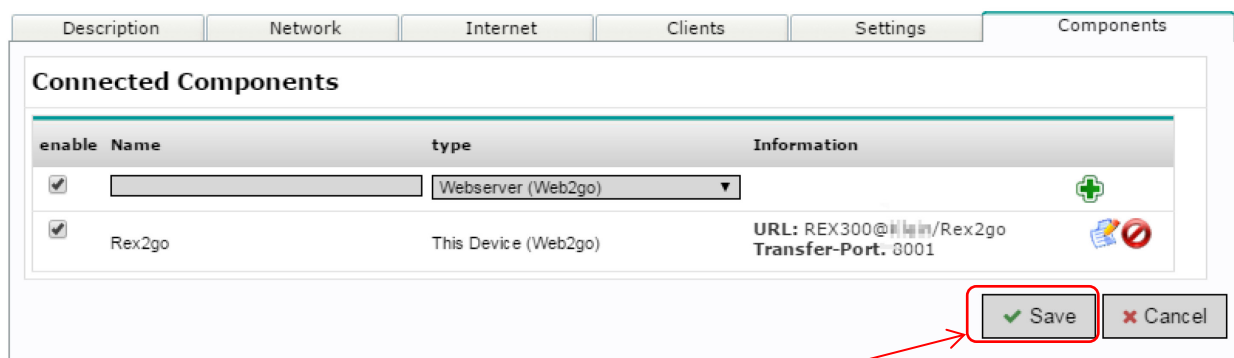 Description Network Internet Clients Settings Components
Connected Components
enable Name type Information
Webserver (Web2go)
Rex2go This Device (Web2go) URL: REX300@ /Rex2go
Transfer-Port. 8001
Save Cancel